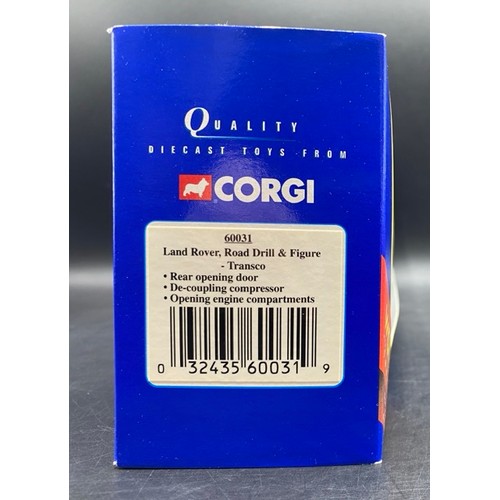 QUALITY
DIECAST TOYS FROM
CORGI
60031
Land Rover, Road Drill & Figure
- Transco
• Rear opening door
• De-coupling compressor
• Opening engine compartments
0 32435 60031 9